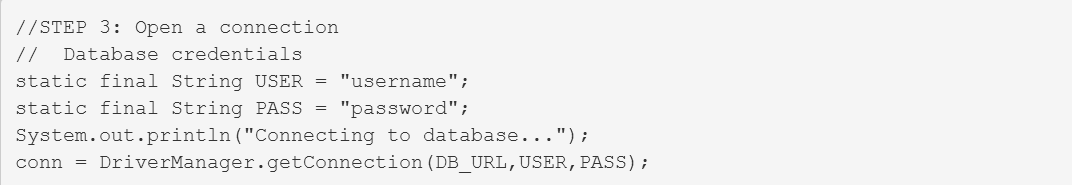 //STEP 3: Open a connection
//  Database credentials
static final String USER = "username";
static final String PASS = "password";
System.out.println("Connecting to database...");
conn = DriverManager.getConnection(DB_URL,USER,PASS);